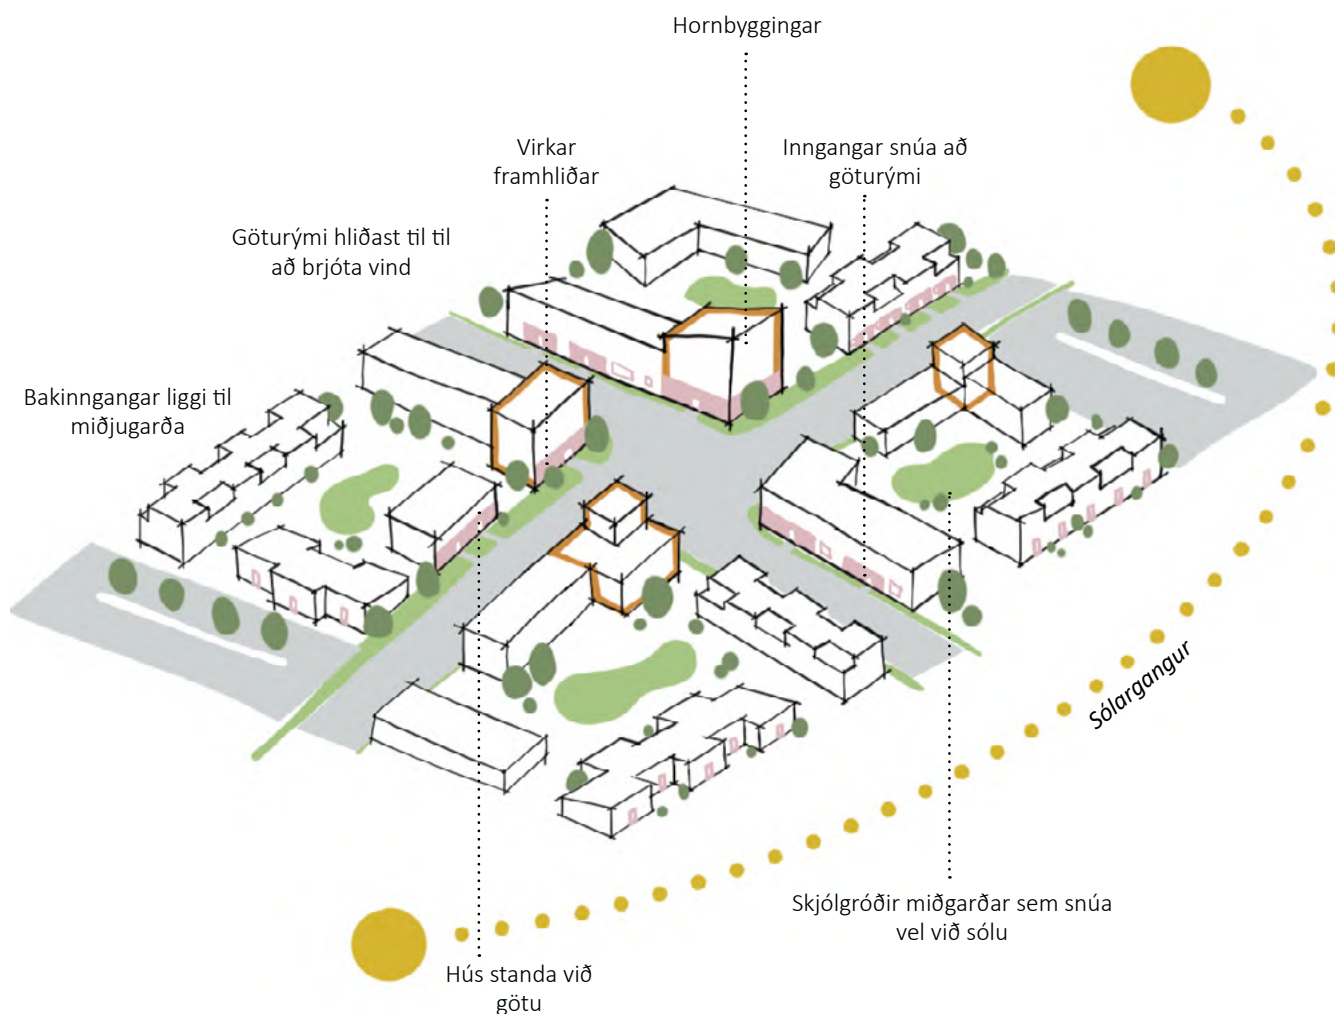 Hornbyggingar
Virkar
framhliðar
Inngangar snúa að
göturými
Göturými hliðast til til
að brjóta vind
Bakinngangar liggi til
miðjugarða
Sólargangur
Skjólgróðir miðgarðar sem snúa
vel við sólu
Hús standa við
götu